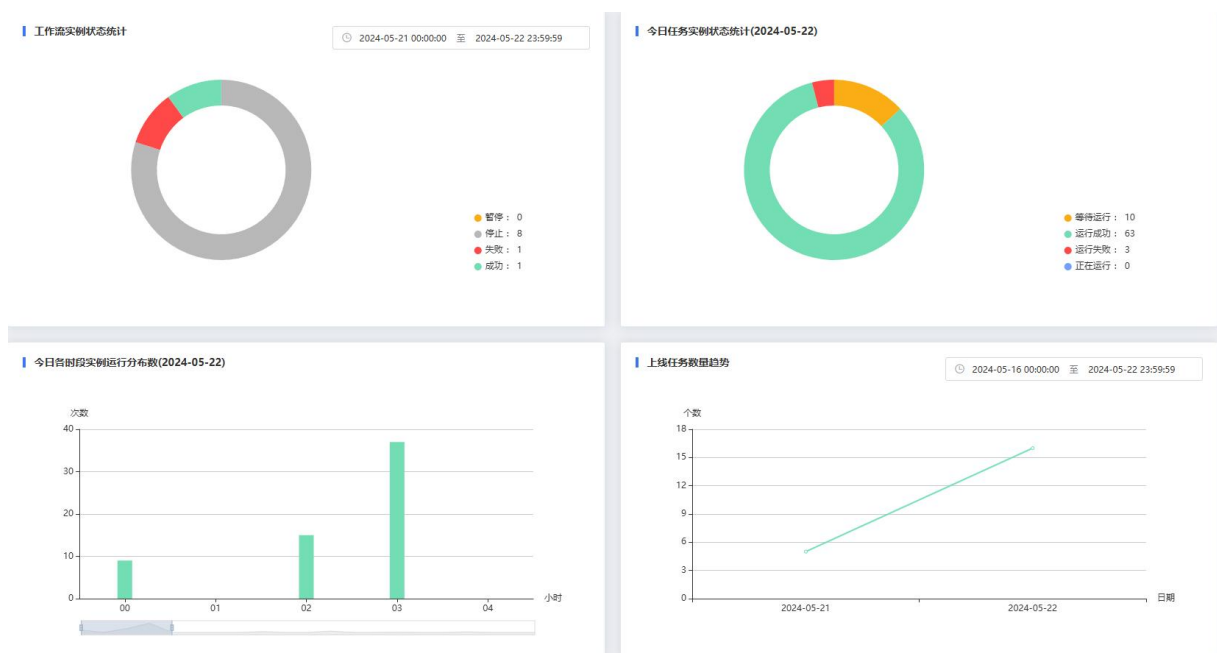 工作流实例状态统计
2024-05-21 00:00:00 至 2024-05-22 23:59:59
暂停： 0
停止： 8
失败： 1
成功： 1
今日任务实例状态统计(2024-05-22)
等待运行： 10
运行成功： 63
运行失败： 3
正在运行： 0
今日各时段实例运行分布数(2024-05-22)
次数
40
30
20
10
0
00 01 02 03 04
小时
上线任务数量趋势
2024-05-16 00:00:00 至 2024-05-22 23:59:59
个数
18
15
12
9
6
3
0
2024-05-21 2024-05-22
日期